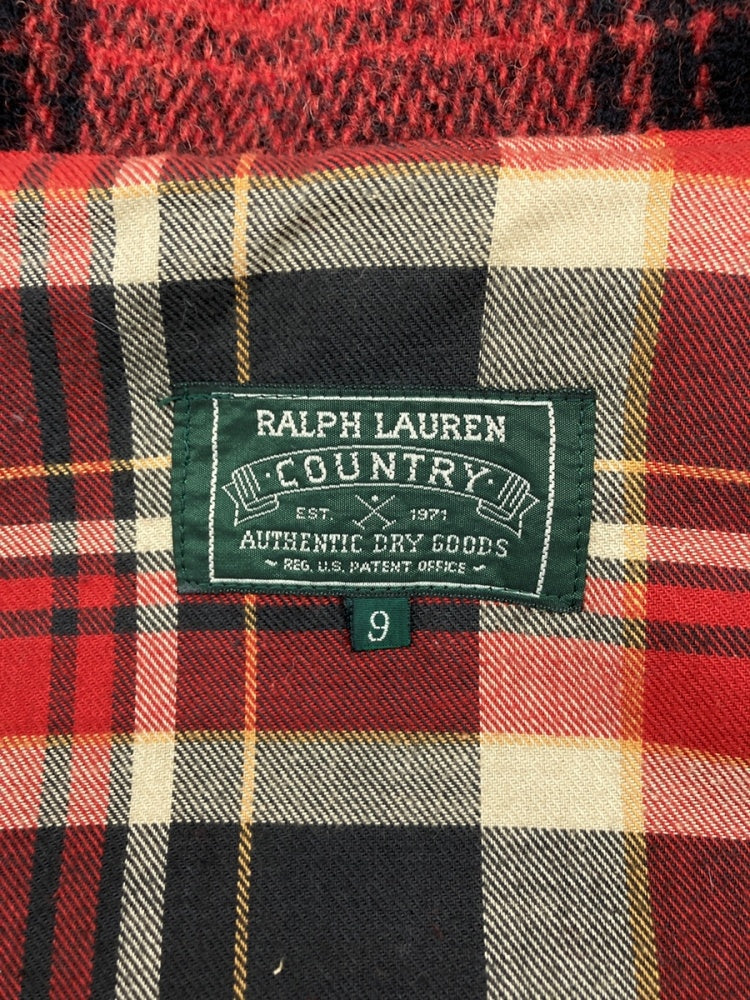 RALPH LAUREN
·COUNTRY·
EST. 1971
AUTHENTIC DRY GOODS
~ REG. U.S. PATENT OFFICE ~
9